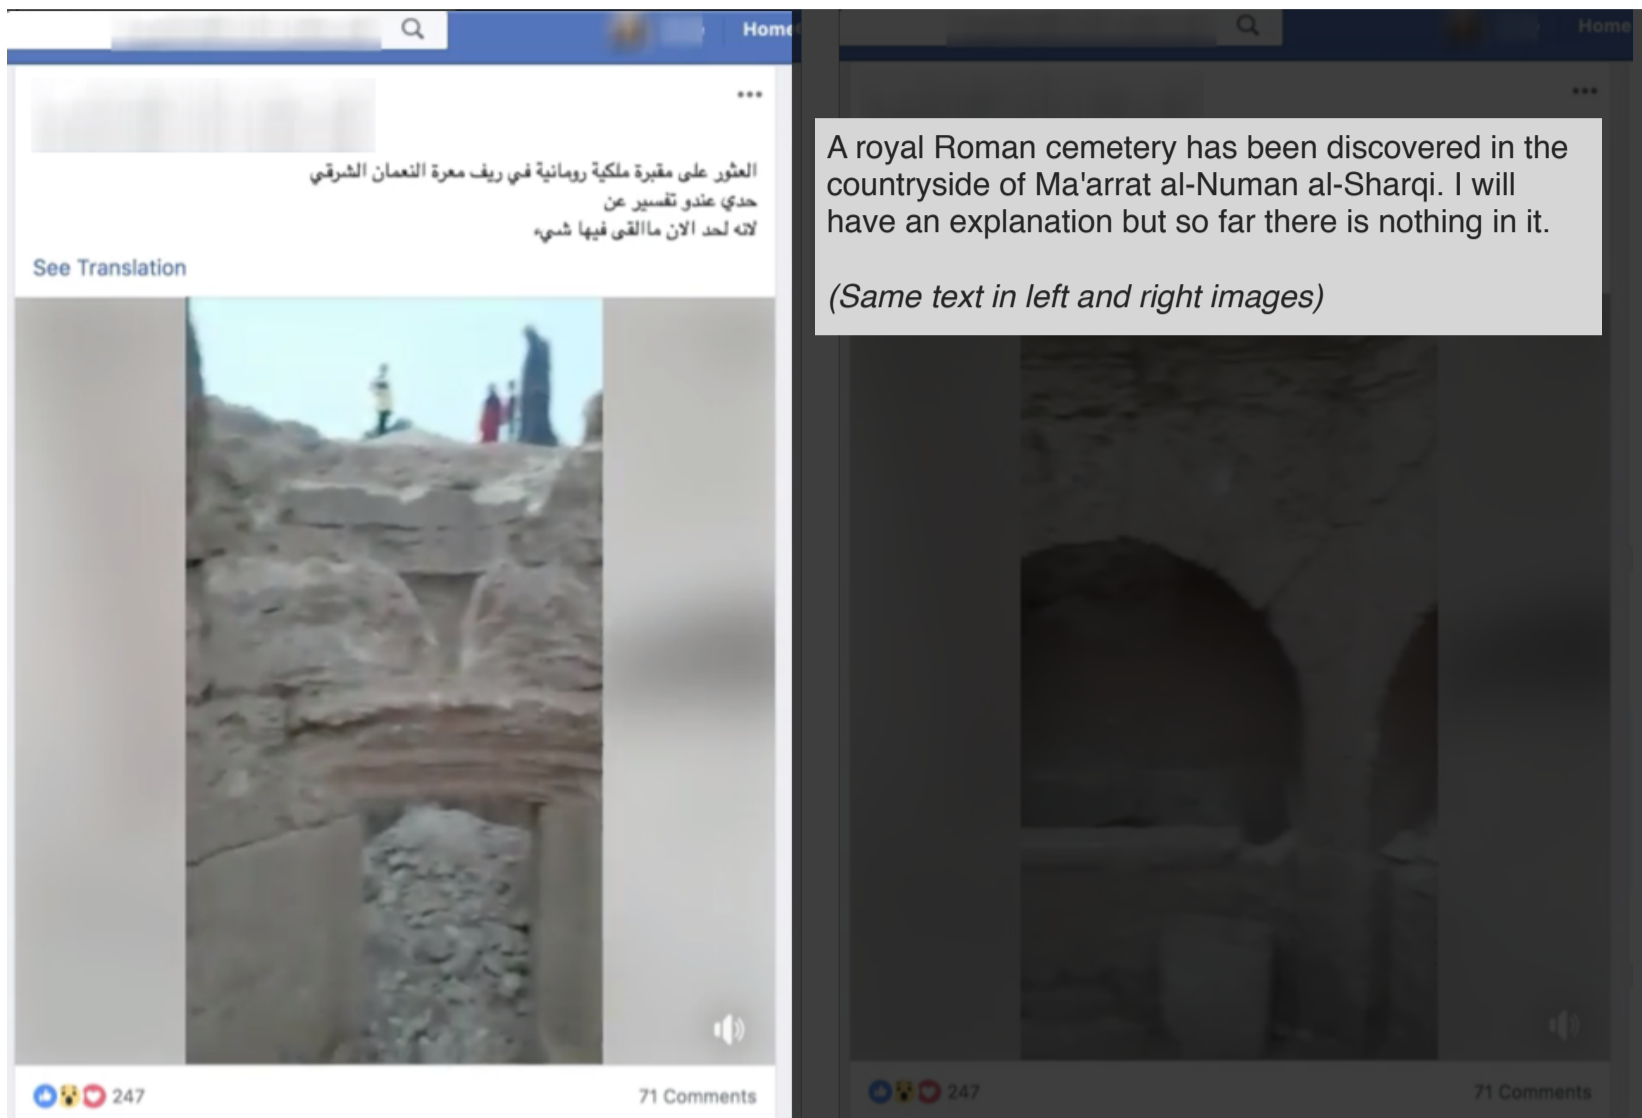 Home
العثور على مقبرة ملكية رومانية في ريف معرة النعمان الشرقي
حدي عندو تفسير عن
لانه لحد الان ماالقى فيها شيء
See Translation
247
71 Comments
Home
A royal Roman cemetery has been discovered in the
countryside of Ma'arrat al-Numan al-Sharqi. I will
have an explanation but so far there is nothing in it.
(Same text in left and right images)
247
71 Comments